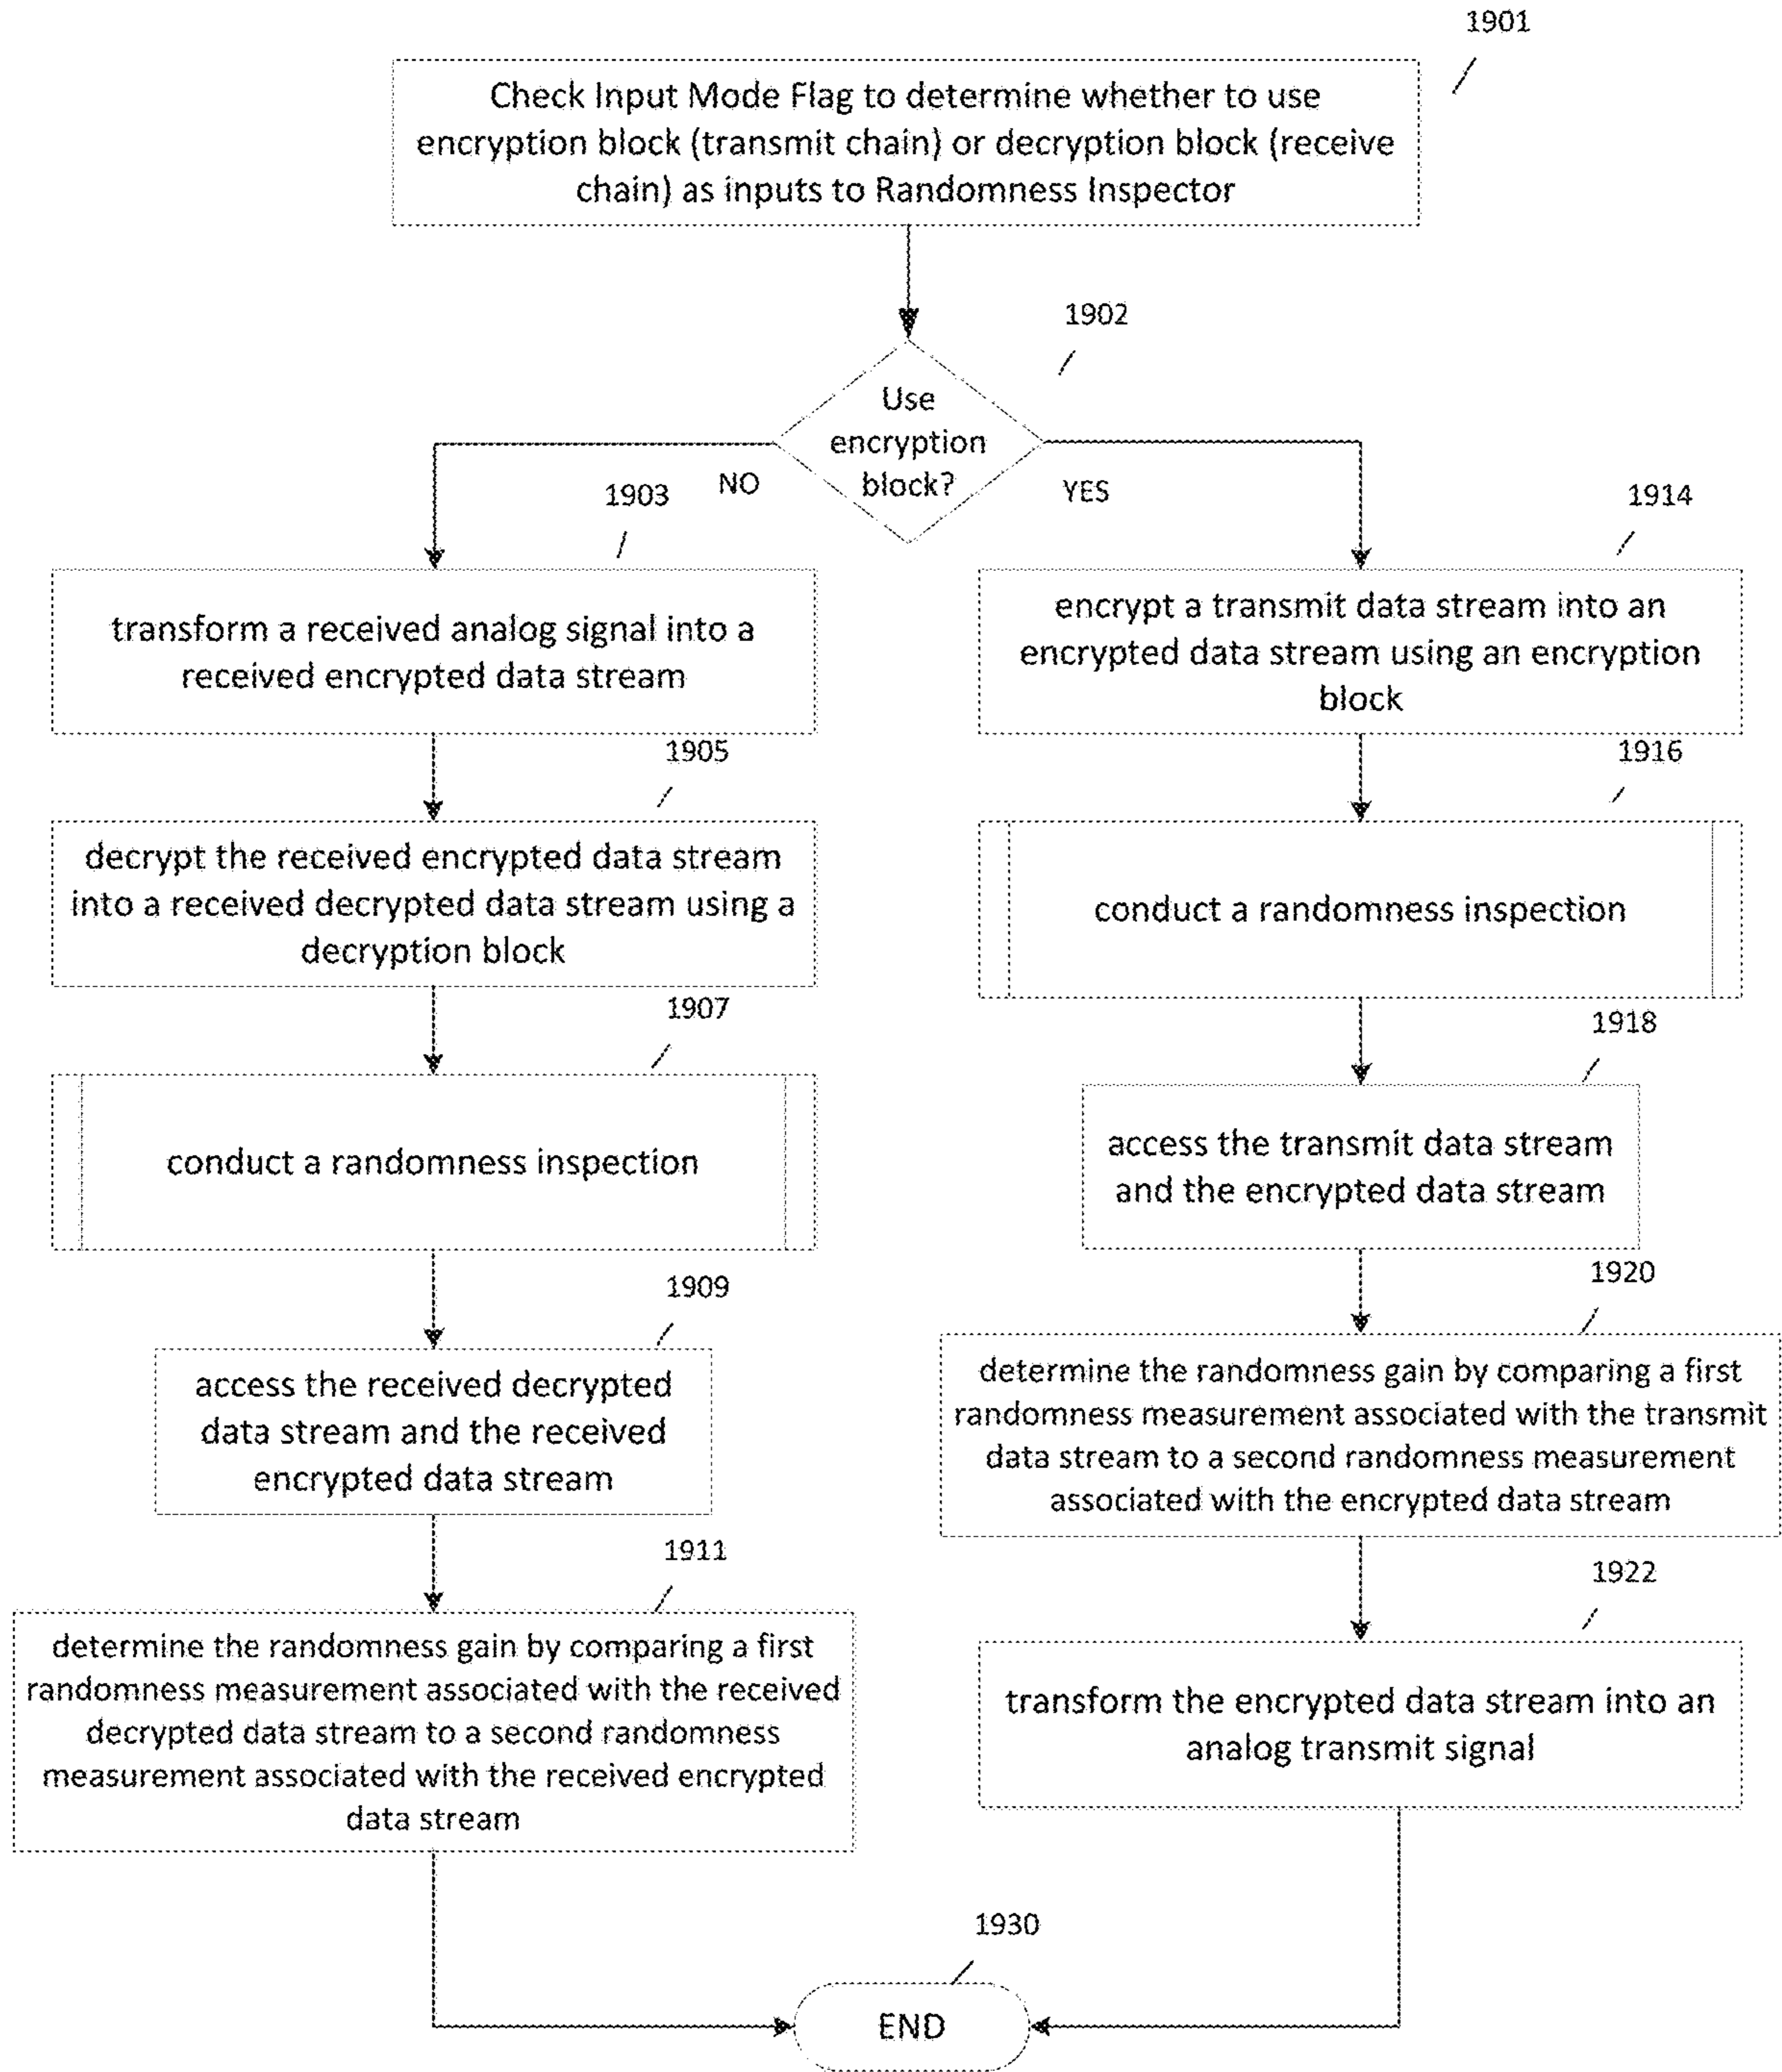 1901
Check Input Mode Flag to determine whether to use
encryption block (transmit chain) or decryption block (receive
chain) as inputs to Randomness Inspector
1902
Use
encryption
block?
NO
YES
1903
transform a received analog signal into a
received encrypted data stream
1905
decrypt the received encrypted data stream
into a received decrypted data stream using a
decryption block
1907
conduct a randomness inspection
1909
access the received decrypted
data stream and the received
encrypted data stream
1911
determine the randomness gain by comparing a first
randomness measurement associated with the received
decrypted data stream to a second randomness
measurement associated with the received encrypted
data stream
1914
encrypt a transmit data stream into an
encrypted data stream using an encryption
block
1916
conduct a randomness inspection
1918
access the transmit data stream
and the encrypted data stream
1920
determine the randomness gain by comparing a first
randomness measurement associated with the transmit
data stream to a second randomness measurement
associated with the encrypted data stream
1922
transform the encrypted data stream into an
analog transmit signal
1930
END